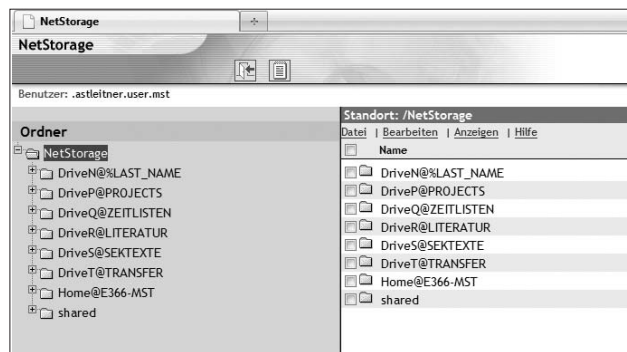 NetStorage
NetStorage
Benutzer: .astleitner.user.mst
Ordner
NetStorage
DriveN@%LAST_NAME
DriveP@PROJECTS
DriveQ@ZEITLISTEN
DriveR@LITERATUR
DriveS@SEKTEXTE
DriveT@TRANSFER
Home@E366-MST
shared
Standort: /NetStorage
Datei | Bearbeiten | Anzeigen | Hilfe
Name
DriveN@%LAST_NAME
DriveP@PROJECTS
DriveQ@ZEITLISTEN
DriveR@LITERATUR
DriveS@SEKTEXTE
DriveT@TRANSFER
Home@E366-MST
shared